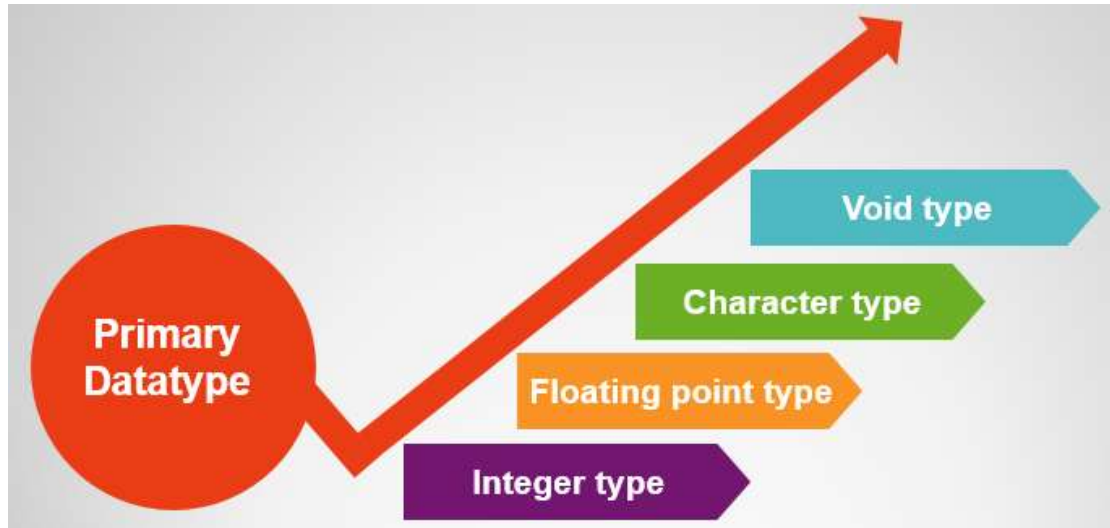 Primary
Datatype
Void type
Character type
Floating point type
Integer type